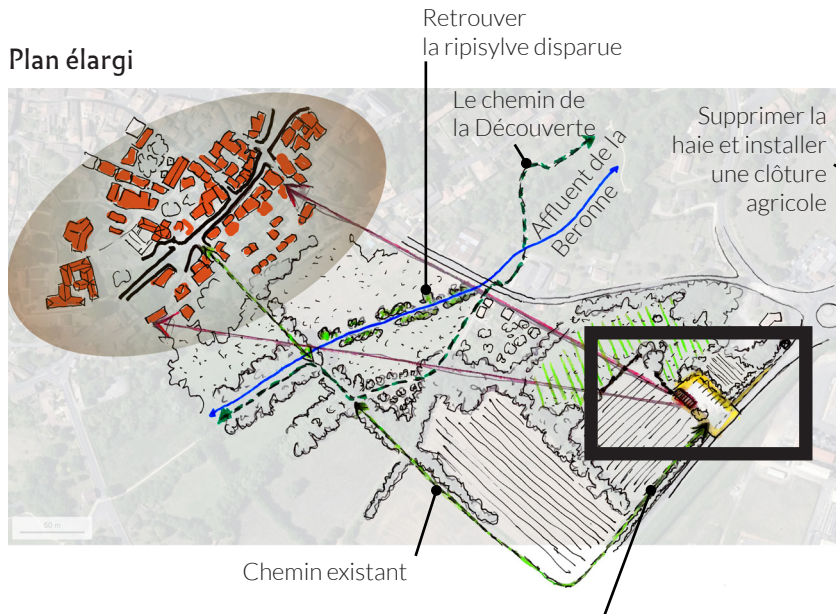 Plan élargi
Retrouver
la ripisylve disparue
Le chemin de
la Découverte
Affluent de la
Beronne
Supprimer la
haie et installer
une clôture
agricole
50 m
Chemin existant